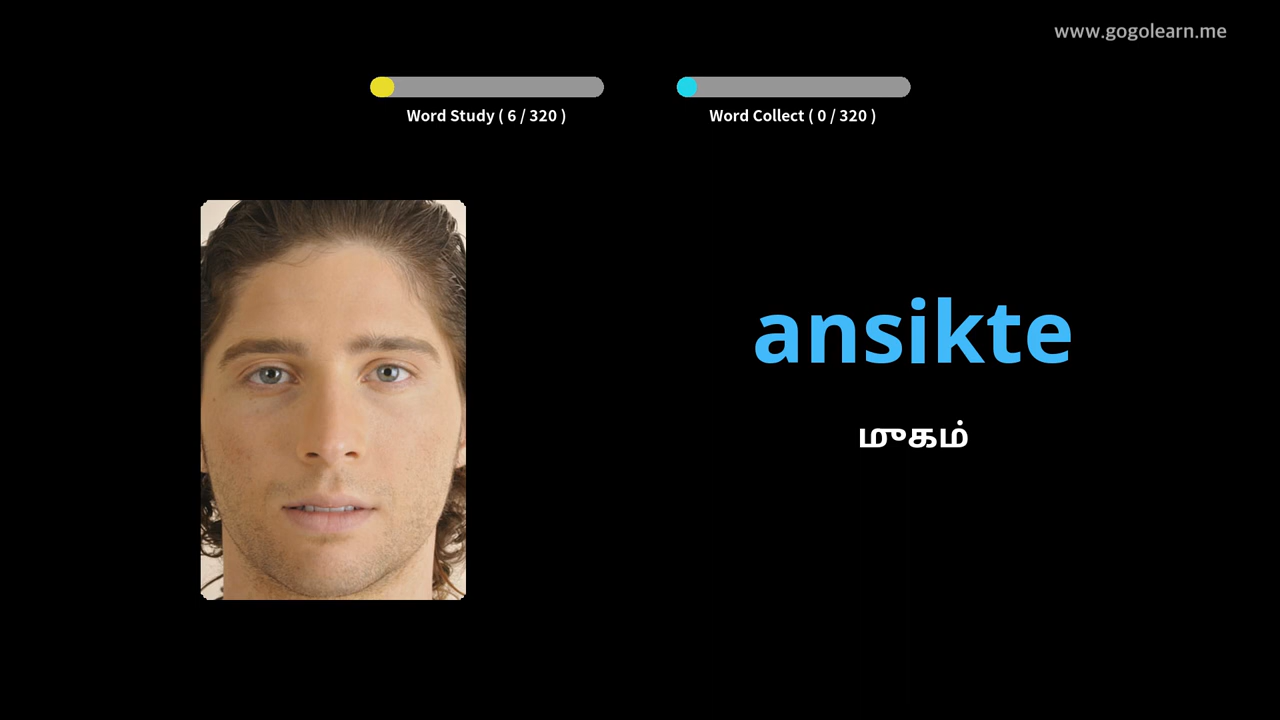 www.gogolearn.me
Word Study ( 6 / 320 )
Word Collect ( 0 / 320 )
ansikte
முகம்